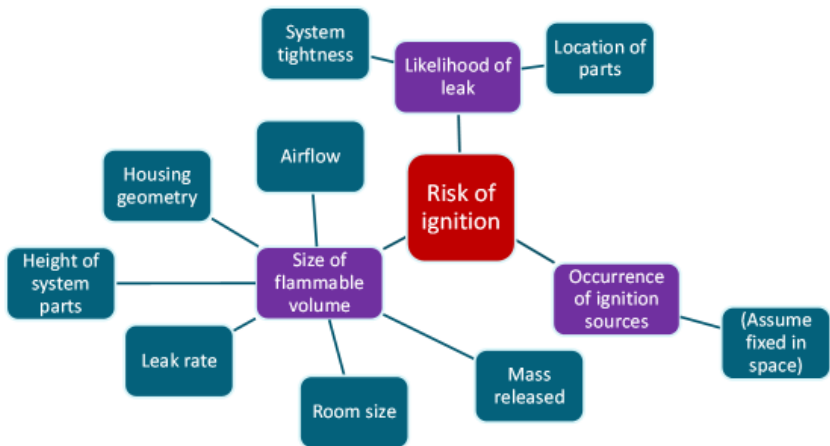 System
tightness
Likelihood of
leak
Location of
parts
Airflow
Housing
geometry
Risk of
ignition
Height of
system
parts
Size of
flammable
volume
Occurrence
of ignition
sources
(Assume
fixed in
space)
Leak rate
Room size
Mass
released